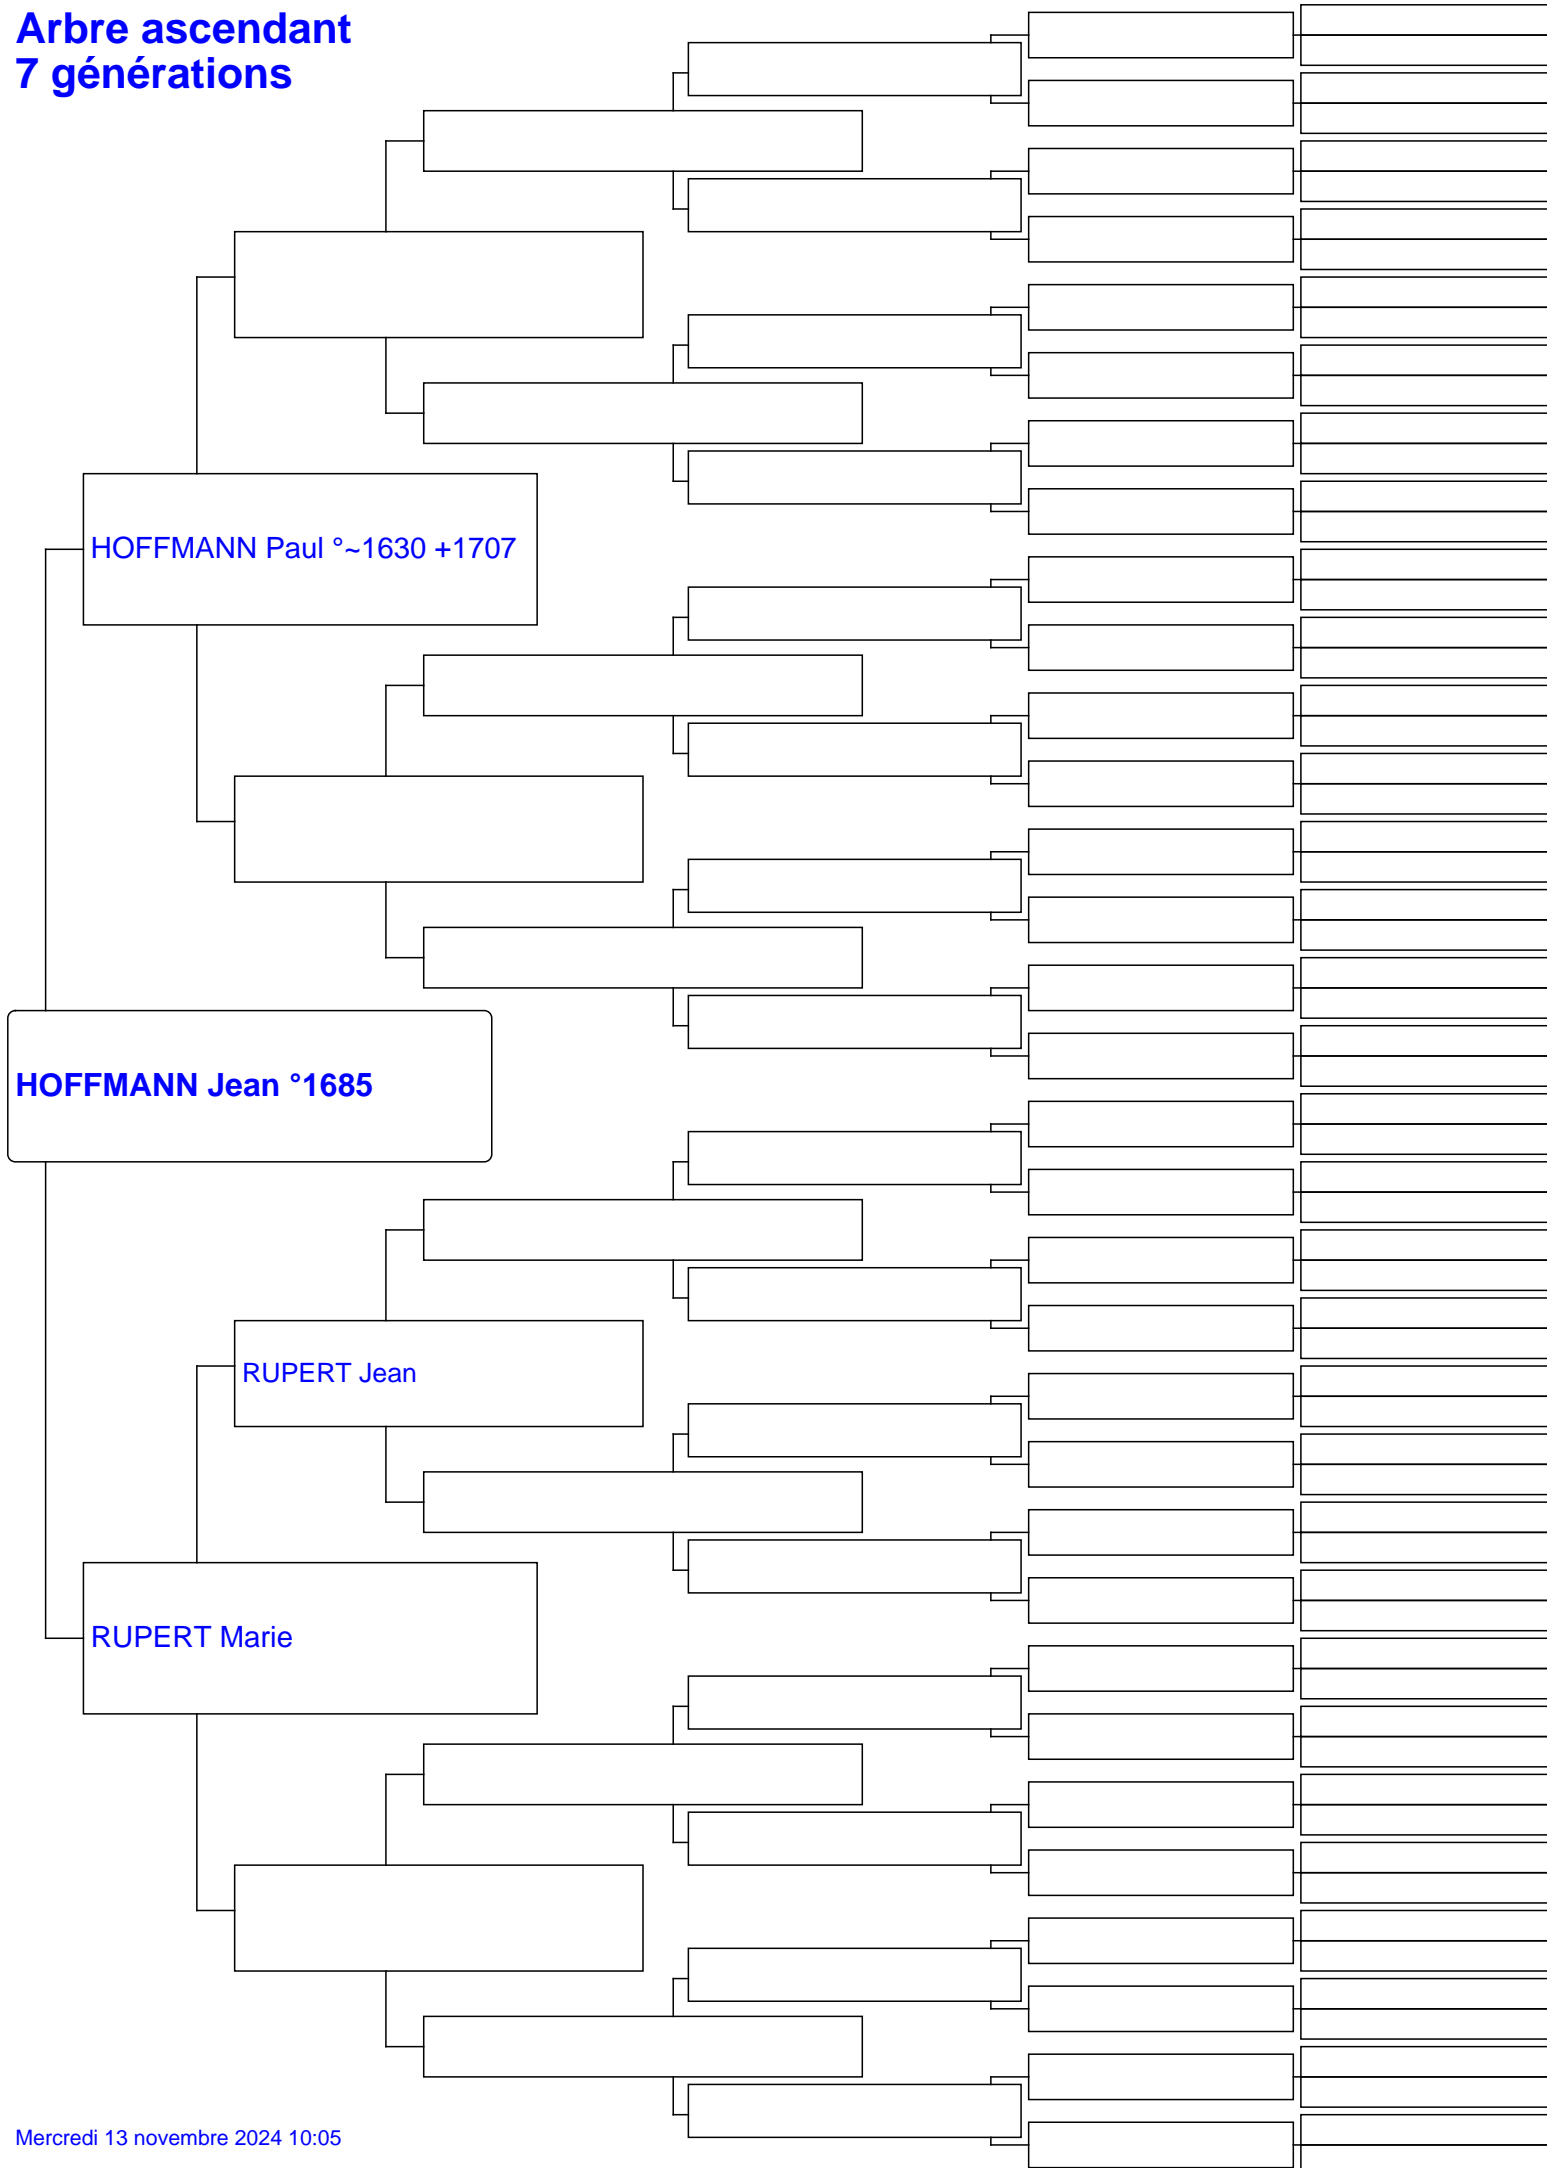 Arbre ascendant
7 générations
HOFFMANN Paul °~1630 +1707
HOFFMANN Jean °1685
RUPERT Jean
RUPERT Marie
Mercredi 13 novembre 2024 10:05